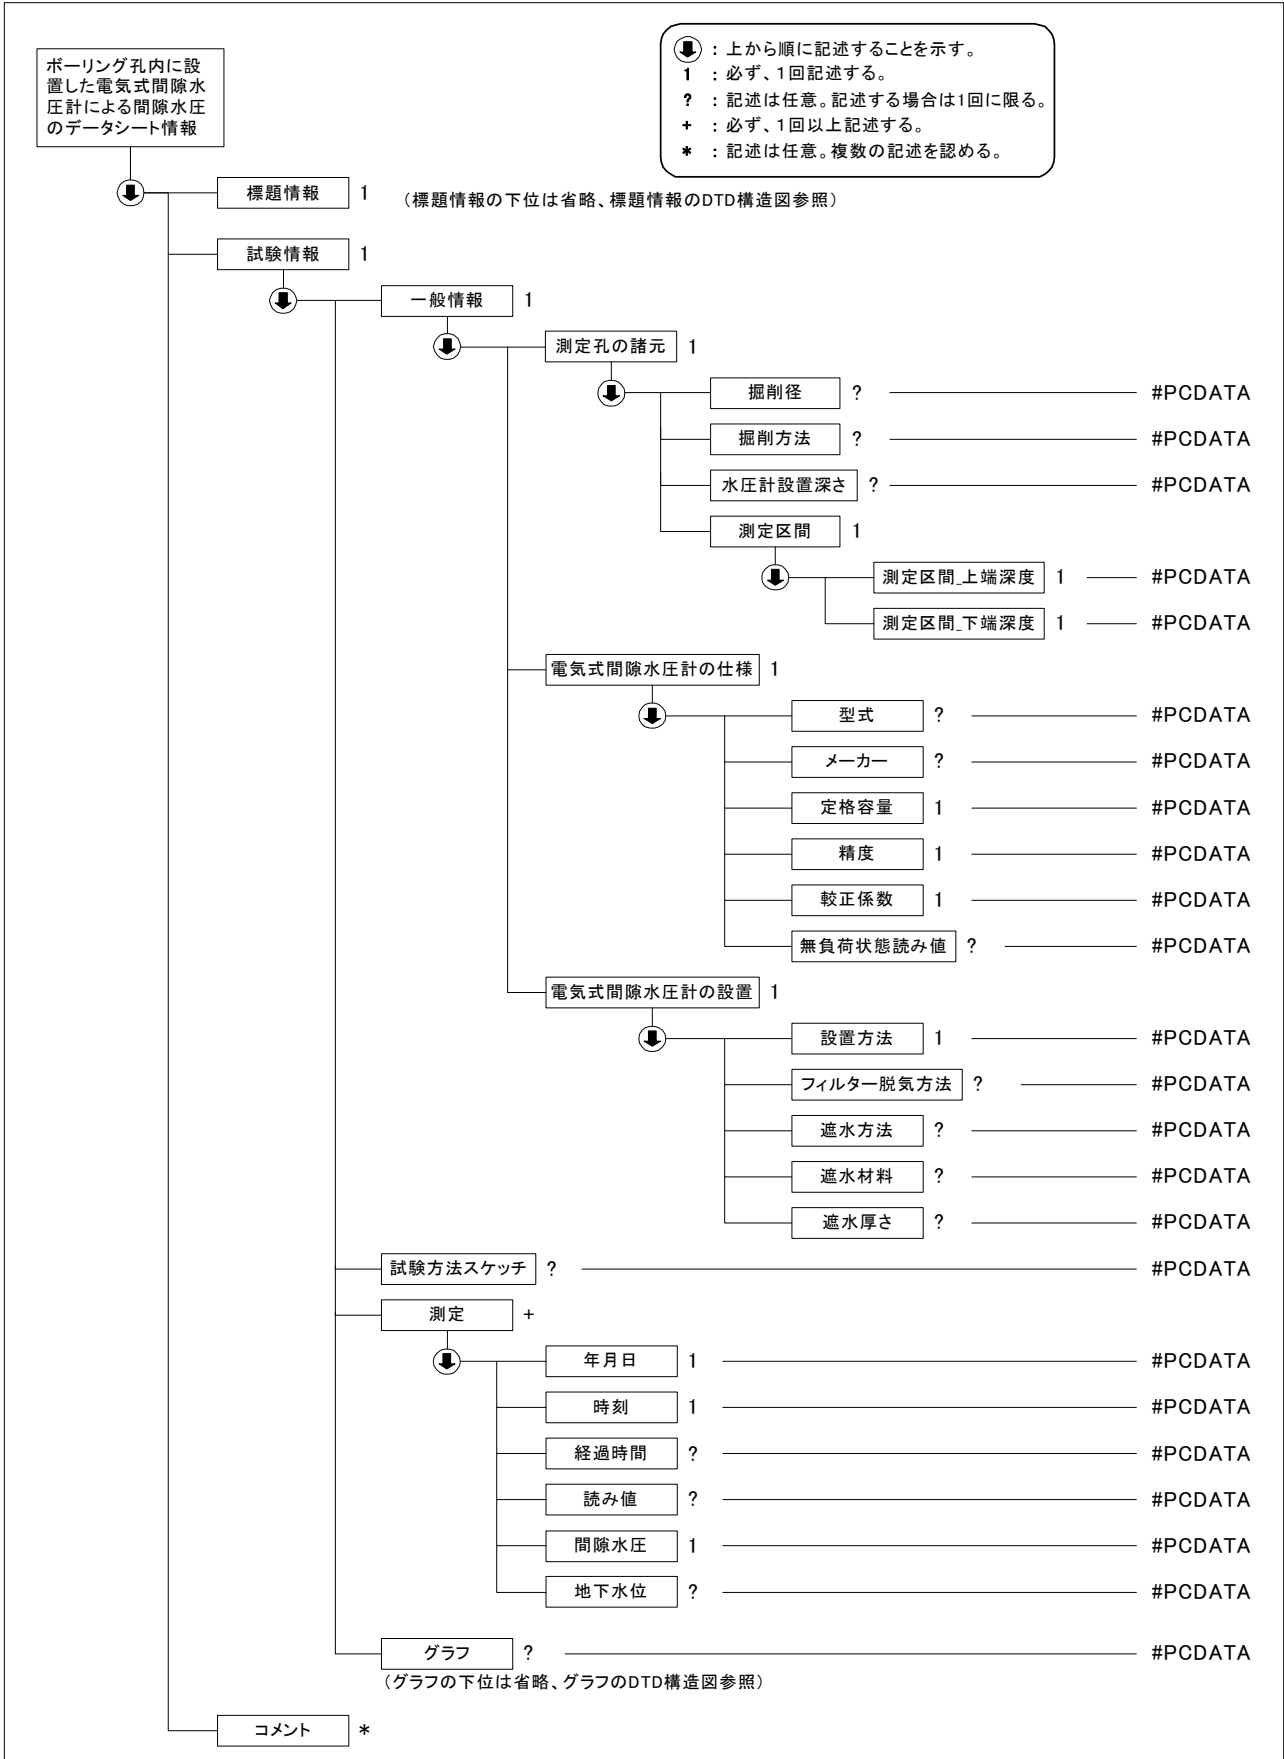 ⬇ : 上から順に記述することを示す。
1 : 必ず、1回記述する。
? : 記述は任意。記述する場合は1回に限る。
+ : 必ず、1回以上記述する。
* : 記述は任意。複数の記述を認める。
ボーリング孔内に設
置した電気式間隙水
圧計による間隙水圧
のデータシート情報
標題情報 1 (標題情報の下位は省略、標題情報のDTD構造図参照)
試験情報 1
一般情報 1
測定孔の諸元 1
掘削径 ? #PCDATA
掘削方法 ? #PCDATA
水圧計設置深さ ? #PCDATA
測定区間 1
測定区間_上端深度 1 #PCDATA
測定区間_下端深度 1 #PCDATA
電気式間隙水圧計の仕様 1
型式 ? #PCDATA
メーカー ? #PCDATA
定格容量 1 #PCDATA
精度 1 #PCDATA
較正係数 1 #PCDATA
無負荷状態読み値 ? #PCDATA
電気式間隙水圧計の設置 1
設置方法 1 #PCDATA
フィルター脱気方法 ? #PCDATA
遮水方法 ? #PCDATA
遮水材料 ? #PCDATA
遮水厚さ ? #PCDATA
試験方法スケッチ ? #PCDATA
測定 +
年月日 1 #PCDATA
時刻 1 #PCDATA
経過時間 ? #PCDATA
読み値 ? #PCDATA
間隙水圧 1 #PCDATA
地下水位 ? #PCDATA
グラフ ? #PCDATA
(グラフの下位は省略、グラフのDTD構造図参照)
コメント *